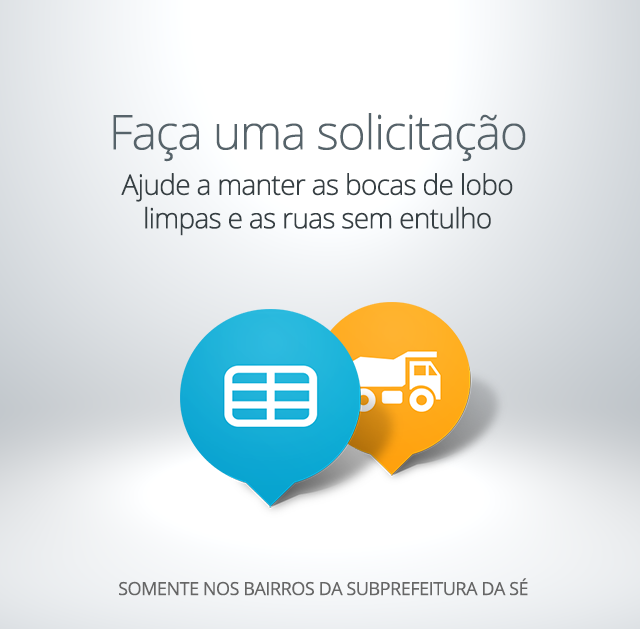 Faça uma solicitação
Ajude a manter as bocas de lobo
limpas e as ruas sem entulho
SOMENTE NOS BAIRROS DA SUBPREFEITURA DA SÉ